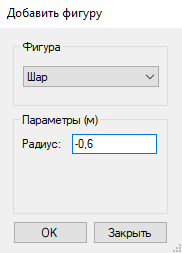 Добавить фигуру
Фигура
Шар
Параметры (м)
Радиус: -0,6
OK Закрыть